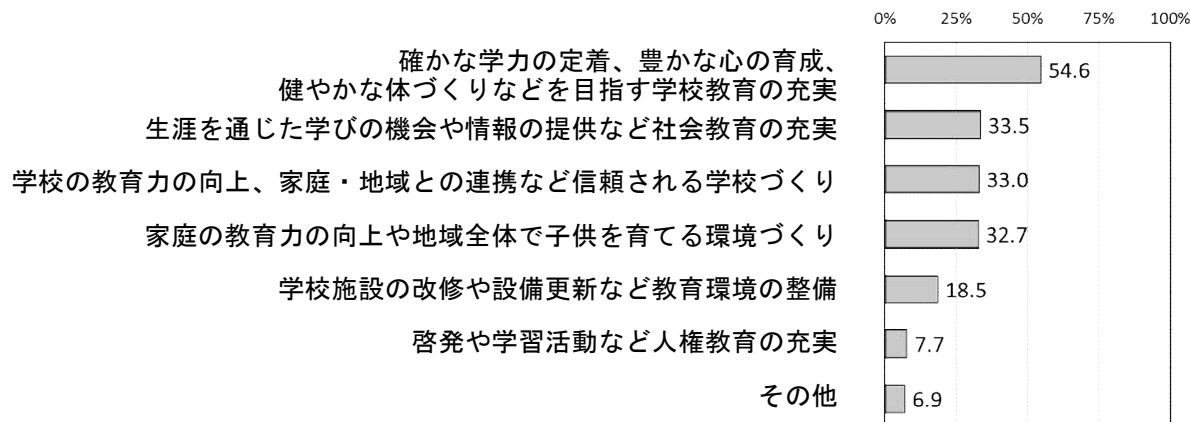 0% 25% 50% 75% 100%
確かな学力の定着、豊かな心の育成、
健やかな体づくりなどを目指す学校教育の充実 54.6
生涯を通じた学びの機会や情報の提供など社会教育の充実 33.5
学校の教育力の向上、家庭・地域との連携など信頼される学校づくり 33.0
家庭の教育力の向上や地域全体で子供を育てる環境づくり 32.7
学校施設の改修や設備更新など教育環境の整備 18.5
啓発や学習活動など人権教育の充実 7.7
その他 6.9